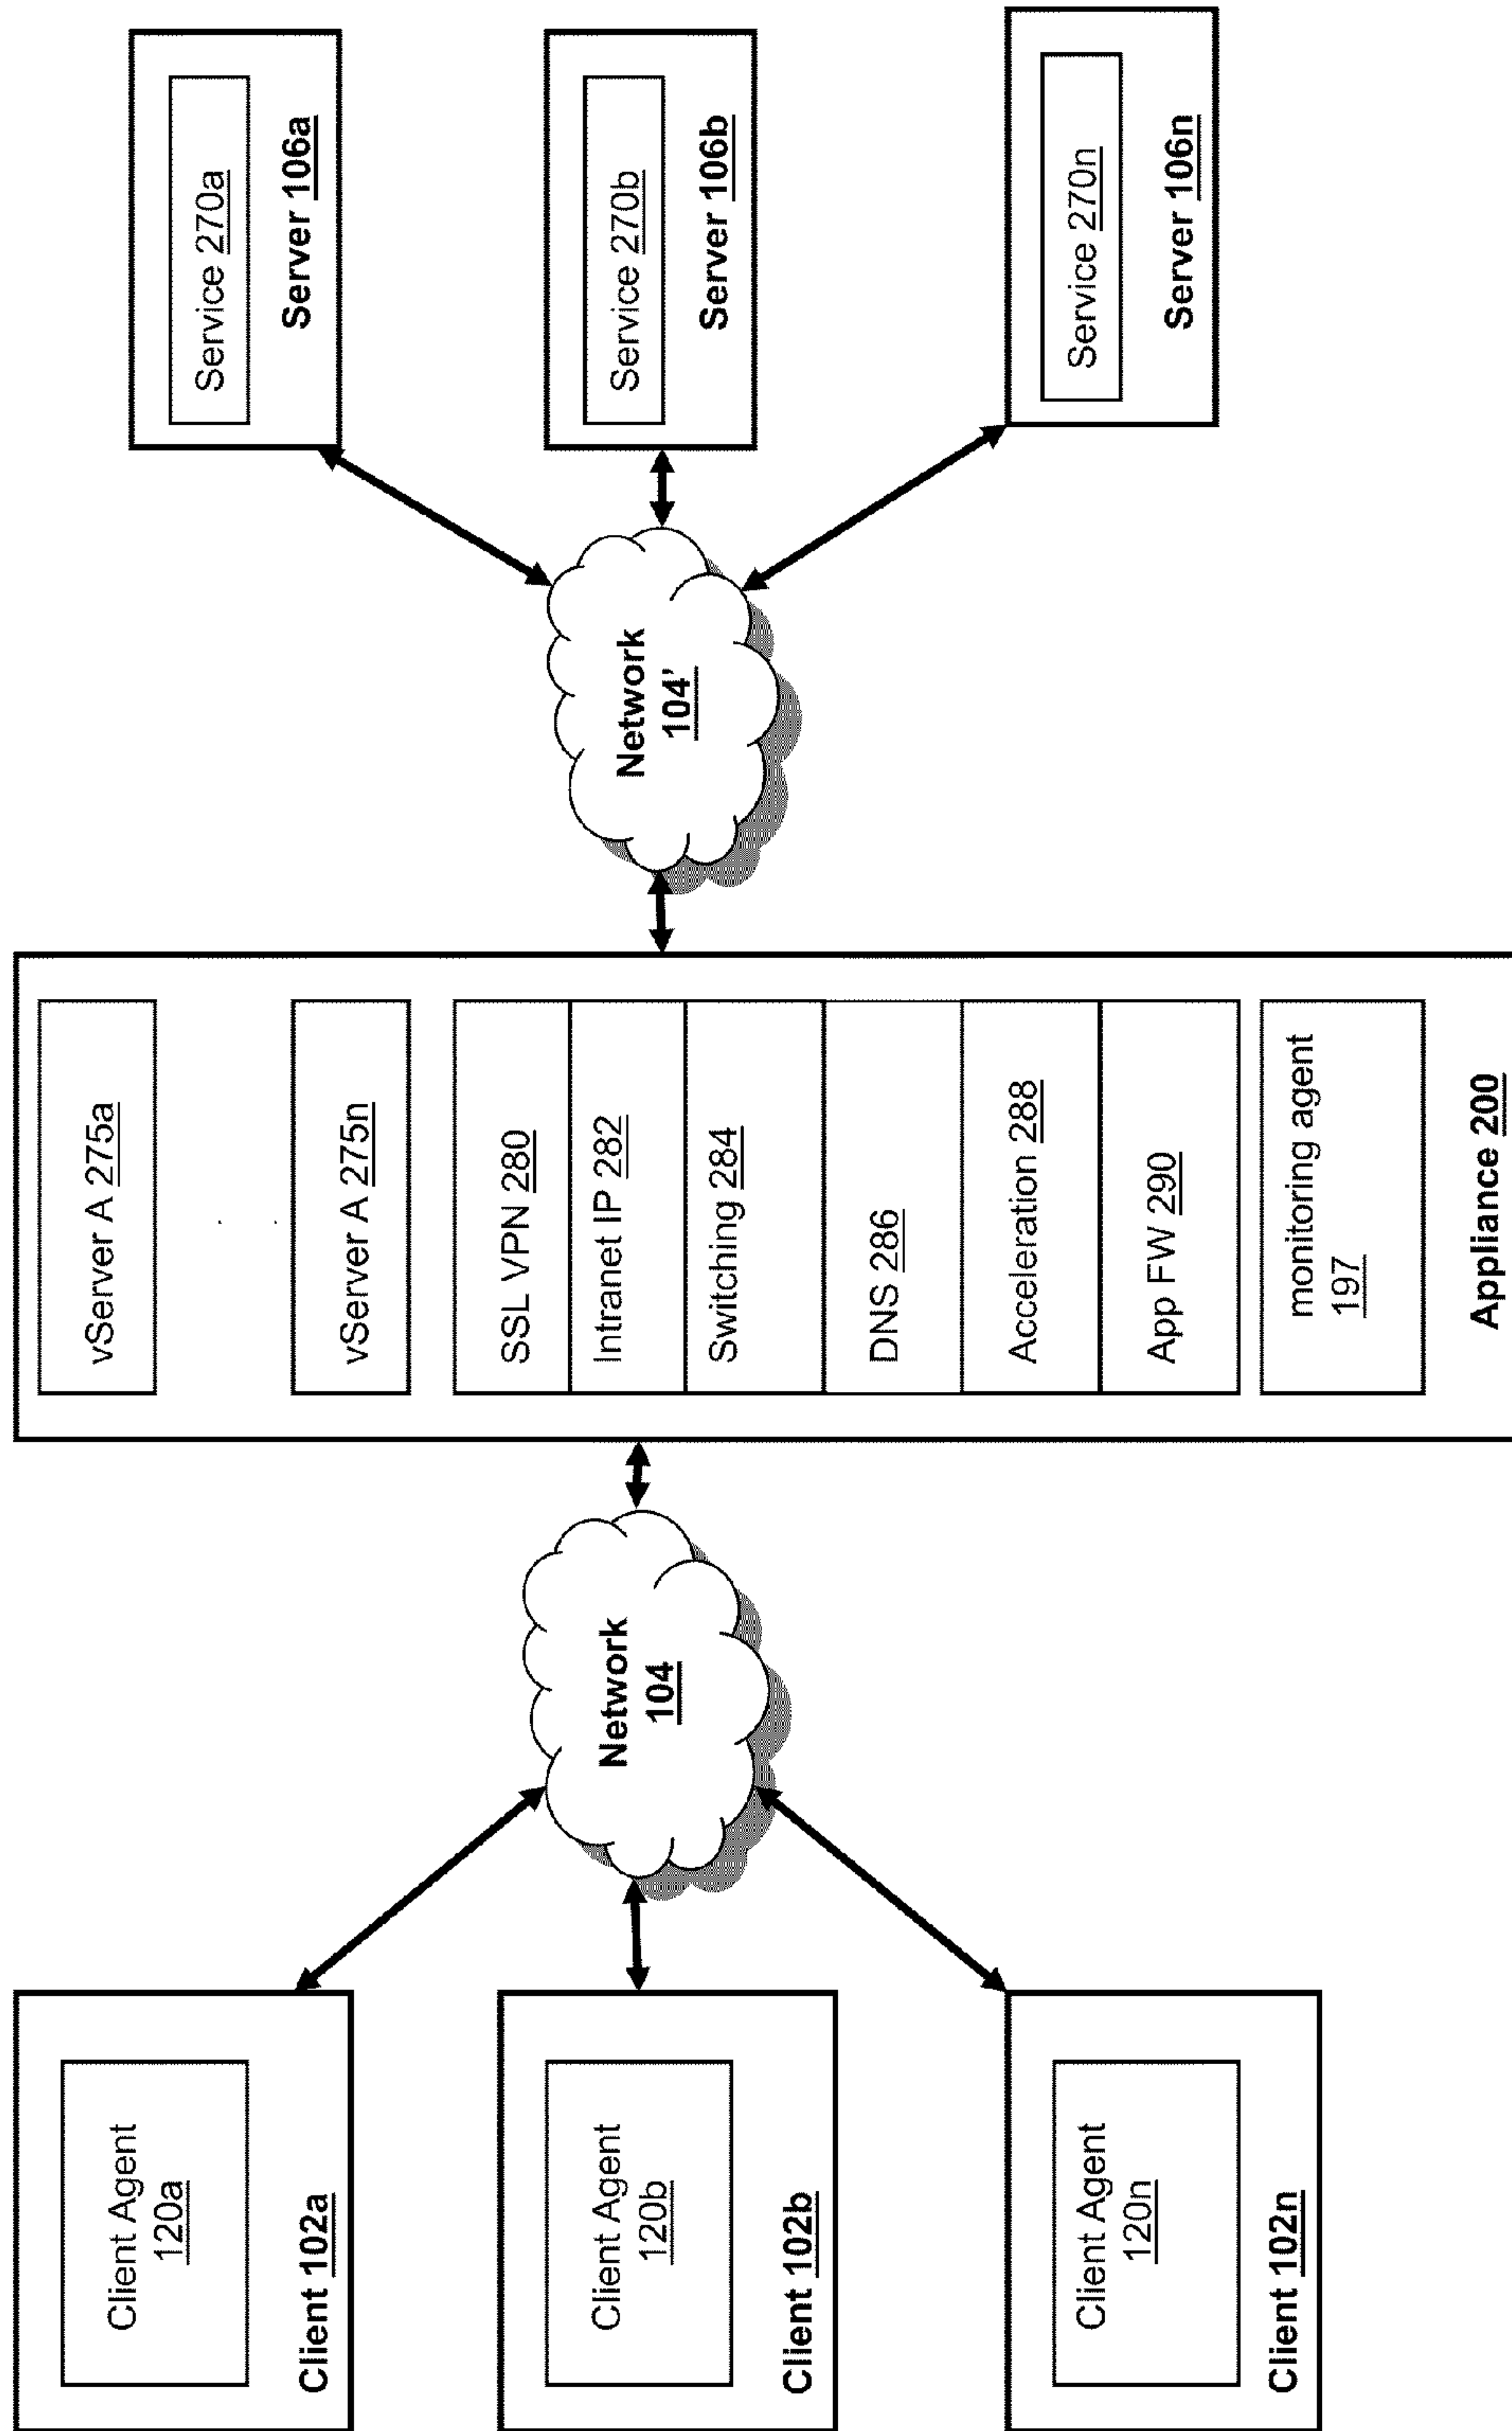 Client Agent
120a
Client 102a
Client Agent
120b
Client 102b
Client Agent
120n
Client 102n
Network
104
vServer A 275a
vServer A 275n
SSL VPN 280
Intranet IP 282
Switching 284
DNS 286
Acceleration 288
App FW 290
monitoring agent
197
Appliance 200
Network
104'
Service 270a
Server 106a
Service 270b
Server 106b
Service 270n
Server 106n